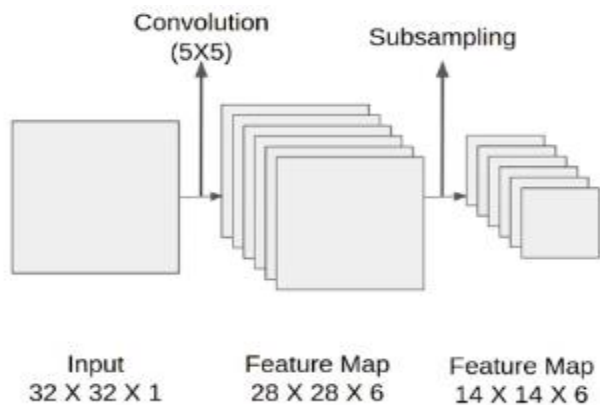 Convolution
(5X5)
Subsampling
Input
32 X 32 X 1
Feature Map
28 X 28 X 6
Feature Map
14 X 14 X 6